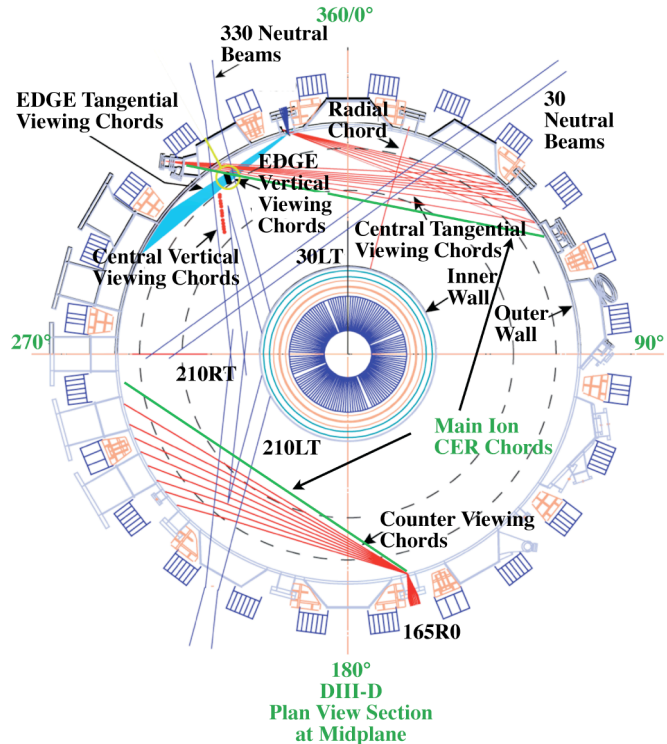 360/0°
330 Neutral
Beams
EDGE Tangential
Viewing Chords
Radial
Chord
30
Neutral
Beams
EDGE
Vertical
Viewing
Chords
Central Vertical
Viewing Chords
Central Tangential
Viewing Chords
30LT
Inner
Wall
Outer
Wall
270°
90°
210RT
210LT
Main Ion
CER Chords
Counter Viewing
Chords
165R0
180°
DIII-D
Plan View Section
at Midplane